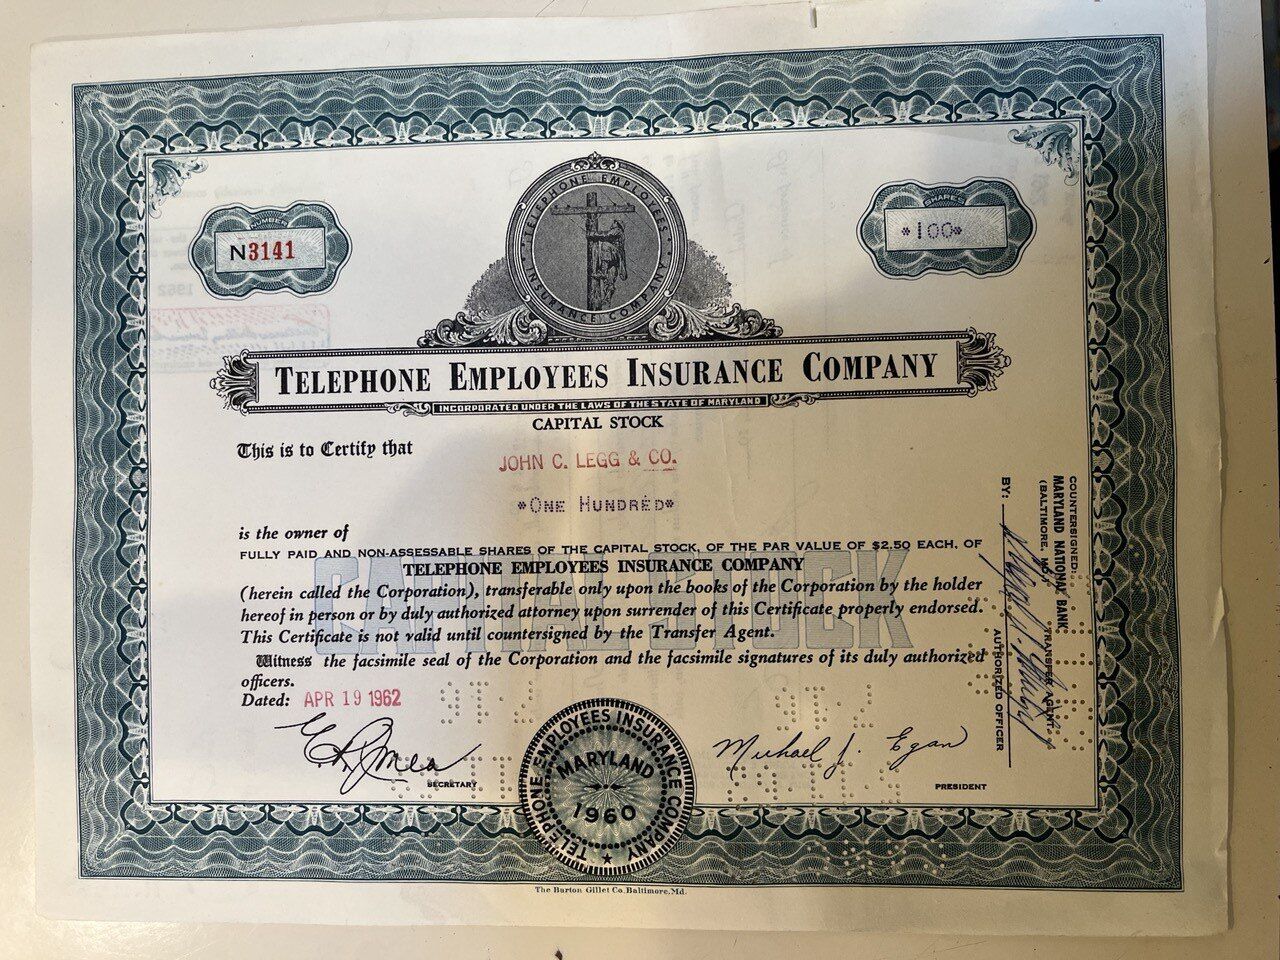 NUMBER
N3141
TELEPHONE EMPLOYEES
INSURANCE COMPANY
SHARES
*100*
TELEPHONE EMPLOYEES INSURANCE COMPANY
INCORPORATED UNDER THE LAWS OF THE STATE OF MARYLAND
CAPITAL STOCK
This is to Certify that
JOHN C. LEGG & CO.
*ONE HUNDRED*
is the owner of
FULLY PAID AND NON-ASSESSABLE SHARES OF THE CAPITAL STOCK, OF THE PAR VALUE OF $2.50 EACH, OF
TELEPHONE EMPLOYEES INSURANCE COMPANY
CAPITAL STOCK
(herein called the Corporation), transferable only upon the books of the Corporation by the holder
hereof in person or by duly authorized attorney upon surrender of this Certificate properly endorsed.
This Certificate is not valid until countersigned by the Transfer Agent.
Witness the facsimile seal of the Corporation and the facsimile signatures of its duly authorized
officers.
Dated: APR 19 1962
SECRETARY
TELEPHONE EMPLOYEES INSURANCE COMPANY
MARYLAND
1960
Michael J. Egan
PRESIDENT
COUNTERSIGNED:
MARYLAND NATIONAL BANK
(BALTIMORE, MD.) TRANSFER AGENT
BY:
AUTHORIZED OFFICER
The Burton Gillet Co. Baltimore, Md.